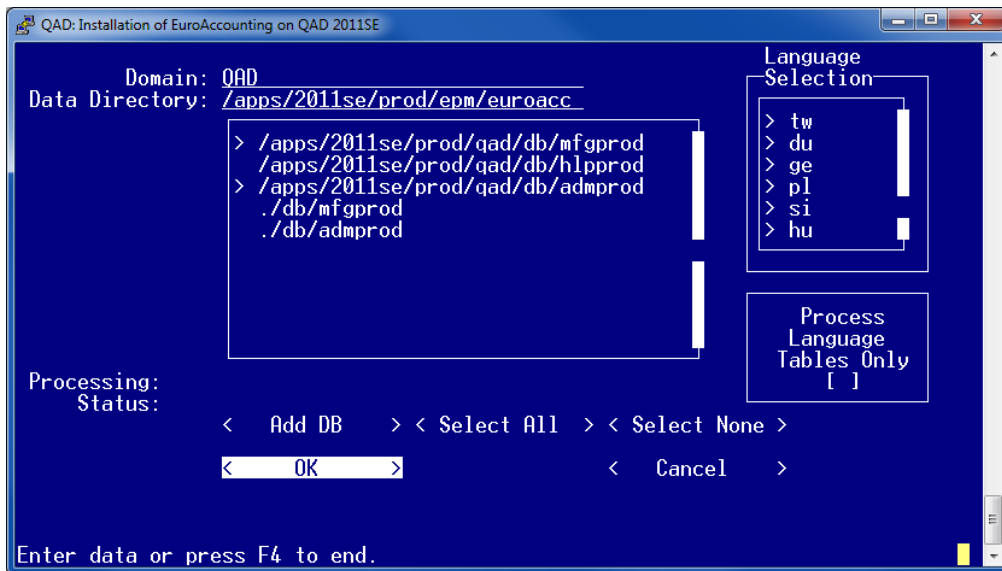 QAD: Installation of EuroAccounting on QAD 2011SE
Domain: QAD
Data Directory: /apps/2011se/prod/epm/euroacc
> /apps/2011se/prod/qad/db/mfgprod
/apps/2011se/prod/qad/db/hlpprod
> /apps/2011se/prod/qad/db/admprod
./db/mfgprod
./db/admprod
Language
Selection
> tw
> du
> ge
> pl
> si
> hu
Process
Language
Tables Only
[ ]
Processing:
Status:
< Add DB > < Select All > < Select None >
< OK > < Cancel >
Enter data or press F4 to end.